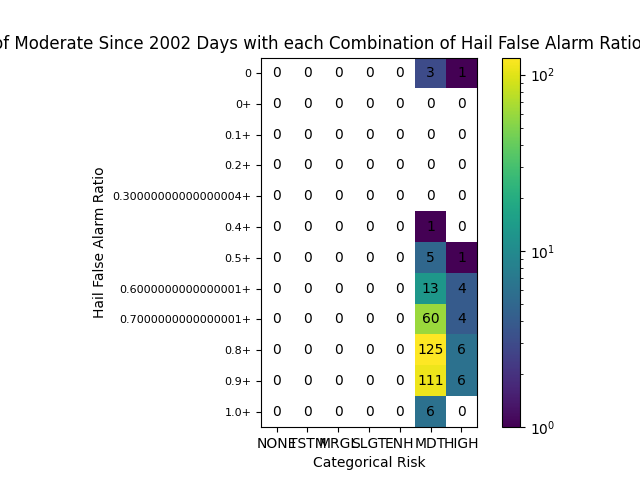 of Moderate Since 2002 Days with each Combination of Hail False Alarm Ratio
Hail False Alarm Ratio
0 0 0 0 0 0 3 1
0+ 0 0 0 0 0 0 0
0.1+ 0 0 0 0 0 0 0
0.2+ 0 0 0 0 0 0 0
0.30000000000000004+ 0 0 0 0 0 0 0
0.4+ 0 0 0 0 0 1 0
0.5+ 0 0 0 0 0 5 1
0.6000000000000001+ 0 0 0 0 0 13 4
0.7000000000000001+ 0 0 0 0 0 60 4
0.8+ 0 0 0 0 0 125 6
0.9+ 0 0 0 0 0 111 6
1.0+ 0 0 0 0 0 6 0
NONE TSTM MRGL SLGT ENH MDT HIGH
Categorical Risk
10²
10¹
10⁰